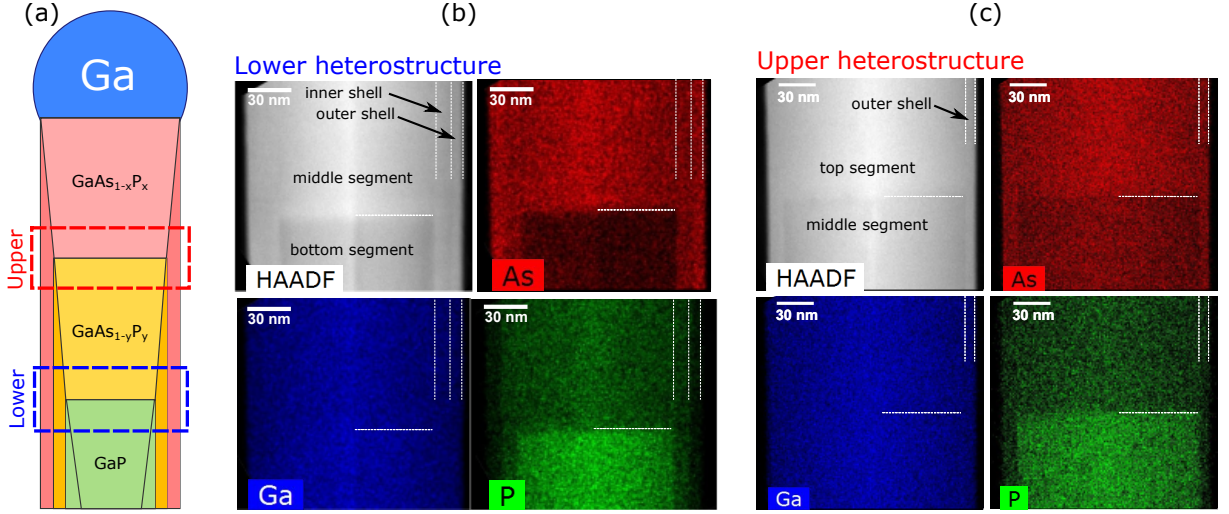 (a)
Ga
GaAs1-xPx
Upper
GaAs1-yPy
Lower
GaP
(b)
Lower heterostructure
30 nm
inner shell
outer shell
middle segment
bottom segment
HAADF
30 nm
As
30 nm
Ga
30 nm
P
(c)
Upper heterostructure
30 nm
outer shell
top segment
middle segment
HAADF
30 nm
As
30 nm
Ga
30 nm
P